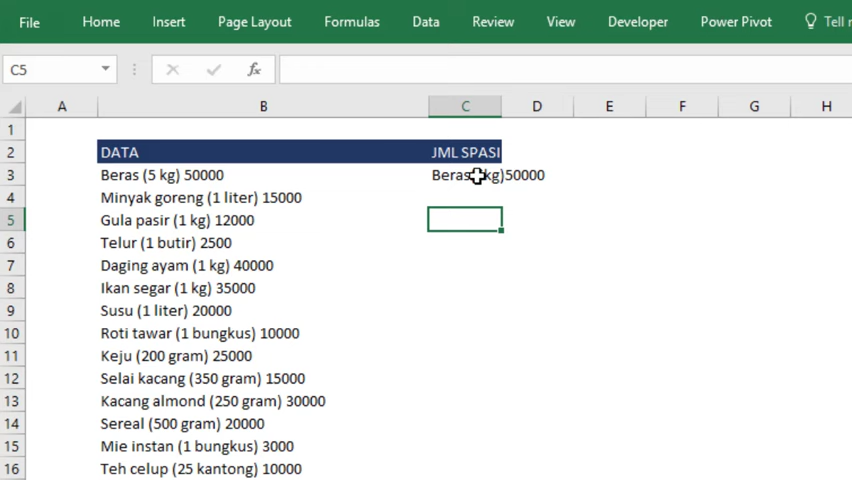 File Home Insert Page Layout Formulas Data Review View Developer Power Pivot Tell
C5 fx
A B C D E F G H
1
2 DATA JML SPASI
3 Beras (5 kg) 50000 Beras kg)50000
4 Minyak goreng (1 liter) 15000
5 Gula pasir (1 kg) 12000
6 Telur (1 butir) 2500
7 Daging ayam (1 kg) 40000
8 Ikan segar (1 kg) 35000
9 Susu (1 liter) 20000
10 Roti tawar (1 bungkus) 10000
11 Keju (200 gram) 25000
12 Selai kacang (350 gram) 15000
13 Kacang almond (250 gram) 30000
14 Sereal (500 gram) 20000
15 Mie instan (1 bungkus) 3000
16 Teh celup (25 kantong) 10000